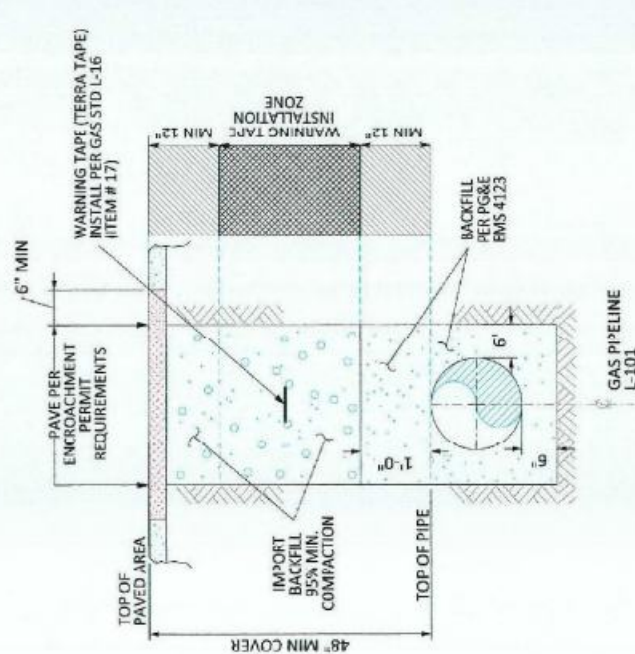 PAVE PER
ENCROACHMENT
PERMIT
REQUIREMENTS
6" MIN
WARNING TAPE (TERRA TAPE)
INSTALL PER GAS STD L-16
(ITEM # 17)
TOP OF
PAVED AREA
48" MIN COVER
IMPORT
BACKFILL
95% MIN.
COMPACTION
TOP OF PIPE
1'-0"
6"
6'
MIN 12"
WARNING TAPE
INSTALLATION
ZONE
MIN 12"
BACKFILL
PER PG&E
EMS 4123
GAS PIPELINE
L-101